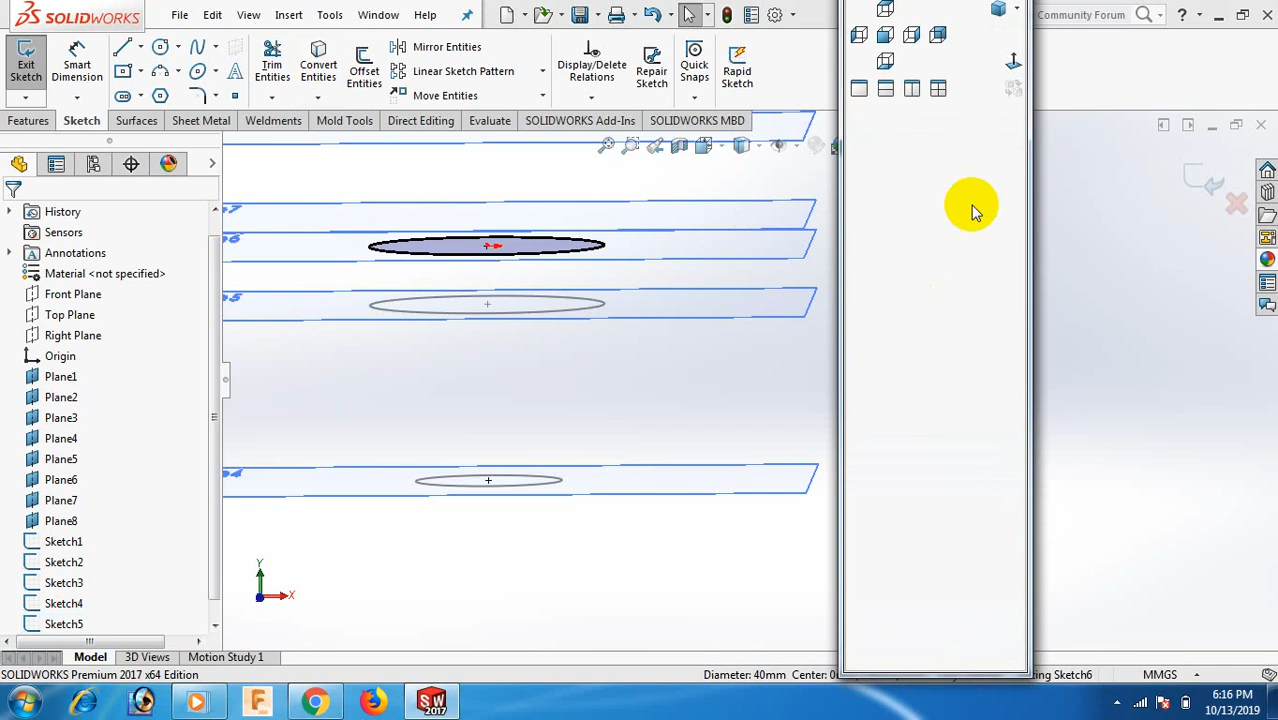 SOLIDWORKS
File Edit View Insert Tools Window Help
Community Forum
?
Exit Sketch
Smart Dimension
Trim Entities
Convert Entities
Offset Entities
Mirror Entities
Linear Sketch Pattern
Move Entities
Display/Delete Relations
Repair Sketch
Quick Snaps
Rapid Sketch
Features Sketch Surfaces Sheet Metal Weldments Mold Tools Direct Editing Evaluate SOLIDWORKS Add-Ins SOLIDWORKS MBD
History
Sensors
Annotations
Material <not specified>
Front Plane
Top Plane
Right Plane
Origin
Plane1
Plane2
Plane3
Plane4
Plane5
Plane6
Plane7
Plane8
Sketch1
Sketch2
Sketch3
Sketch4
Sketch5
Y
X
Model 3D Views Motion Study 1
SOLIDWORKS Premium 2017 x64 Edition
Diameter: 40mm Center:
Sketch6
MMGS
SW
2017
6:16 PM
10/13/2019